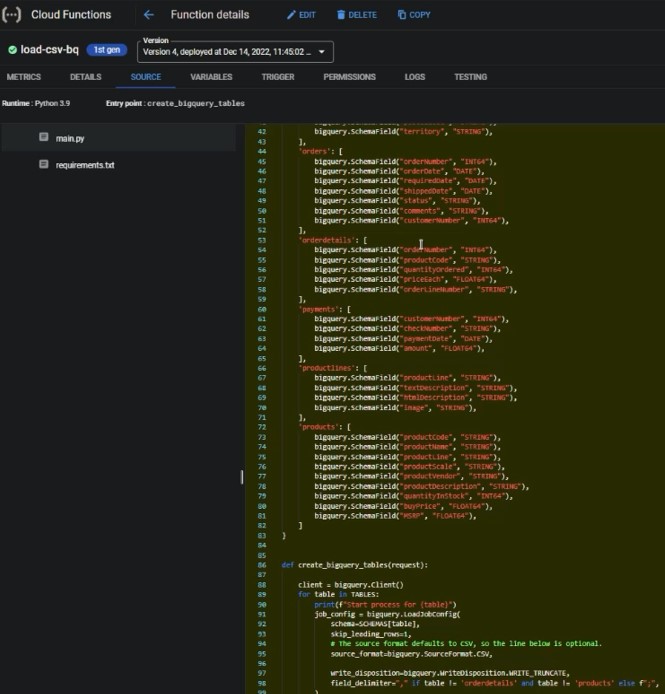 Cloud Functions
Function details
EDIT
DELETE
COPY
load-csv-bq
1st gen
Version
Version 4, deployed at Dec 14, 2022, 11:45:02 ...
METRICS
DETAILS
SOURCE
VARIABLES
TRIGGER
PERMISSIONS
LOGS
TESTING
Runtime : Python 3.9
Entry point : create_bigquery_tables
main.py
requirements.txt
42 bigquery.SchemaField("territory", "STRING"),
43 ],
44 'orders': [
45 bigquery.SchemaField("orderNumber", "INT64"),
46 bigquery.SchemaField("orderDate", "DATE"),
47 bigquery.SchemaField("requiredDate", "DATE"),
48 bigquery.SchemaField("shippedDate", "DATE"),
49 bigquery.SchemaField("status", "STRING"),
50 bigquery.SchemaField("comments", "STRING"),
51 bigquery.SchemaField("customerNumber", "INT64"),
52 ],
53 'orderdetails': [
54 bigquery.SchemaField("orderNumber", "INT64"),
55 bigquery.SchemaField("productCode", "STRING"),
56 bigquery.SchemaField("quantityOrdered", "INT64"),
57 bigquery.SchemaField("priceEach", "FLOAT64"),
58 bigquery.SchemaField("orderLineNumber", "STRING"),
59 ],
60 'payments': [
61 bigquery.SchemaField("customerNumber", "INT64"),
62 bigquery.SchemaField("checkNumber", "STRING"),
63 bigquery.SchemaField("paymentDate", "DATE"),
64 bigquery.SchemaField("amount", "FLOAT64"),
65 ],
66 'productlines': [
67 bigquery.SchemaField("productLine", "STRING"),
68 bigquery.SchemaField("textDescription", "STRING"),
69 bigquery.SchemaField("htmlDescription", "STRING"),
70 bigquery.SchemaField("image", "STRING"),
71 ],
72 'products': [
73 bigquery.SchemaField("productCode", "STRING"),
74 bigquery.SchemaField("productName", "STRING"),
75 bigquery.SchemaField("productLine", "STRING"),
76 bigquery.SchemaField("productScale", "STRING"),
77 bigquery.SchemaField("productVendor", "STRING"),
78 bigquery.SchemaField("productDescription", "STRING"),
79 bigquery.SchemaField("quantityInStock", "INT64"),
80 bigquery.SchemaField("buyPrice", "FLOAT64"),
81 bigquery.SchemaField("MSRP", "FLOAT64"),
82 ]
83 }
84
85
86 def create_bigquery_tables(request):
87
88 client = bigquery.Client()
89 for table in TABLES:
90 print(f"Start process for {table}")
91 job_config = bigquery.LoadJobConfig(
92 schema=SCHEMAS[table],
93 skip_leading_rows=1,
94 # The source format defaults to CSV, so the line below is optional.
95 source_format=bigquery.SourceFormat.CSV,
96
97 write_disposition=bigquery.WriteDisposition.WRITE_TRUNCATE,
98 field_delimiter="," if table != 'orderdetails' and table != 'products' else f";",
99 )